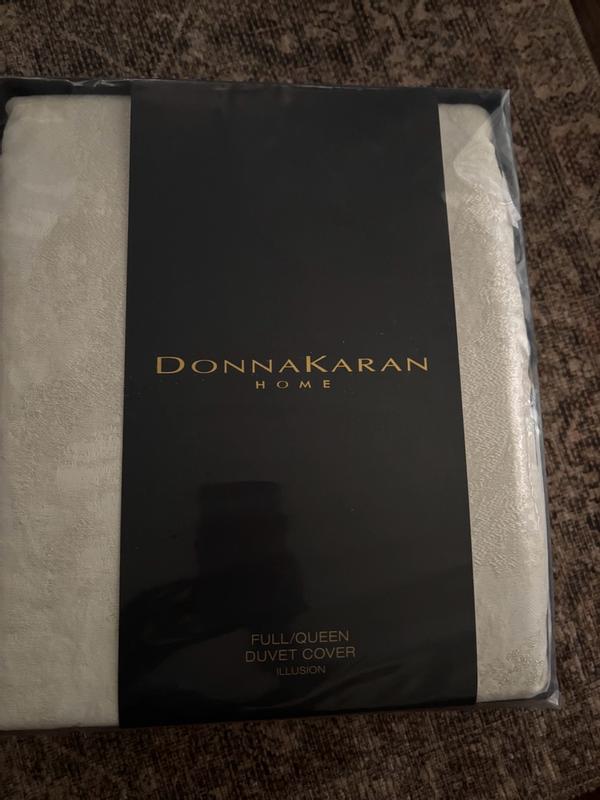 DONNAKARAN
HOME
FULL/QUEEN
DUVET COVER
ILLUSION